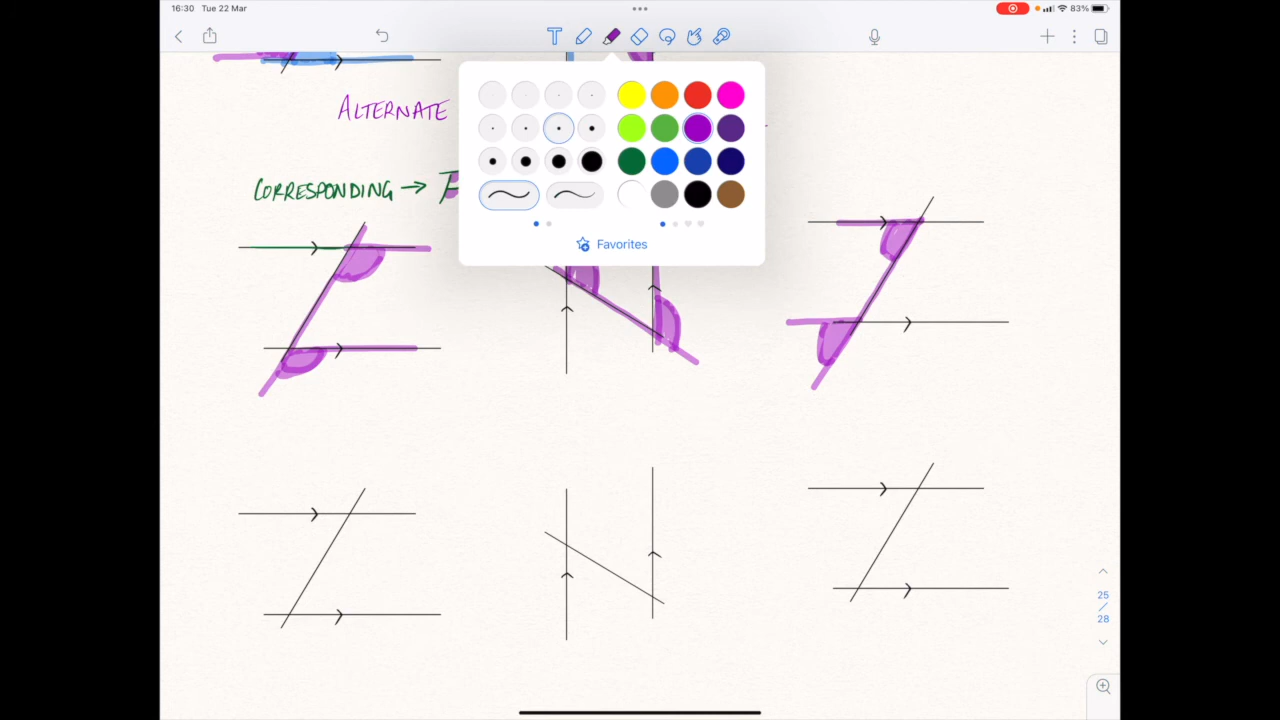 16:30 Tue 22 Mar
83%
T
ALTERNATE
CORRESPONDING → F
Favorites
25
/
28